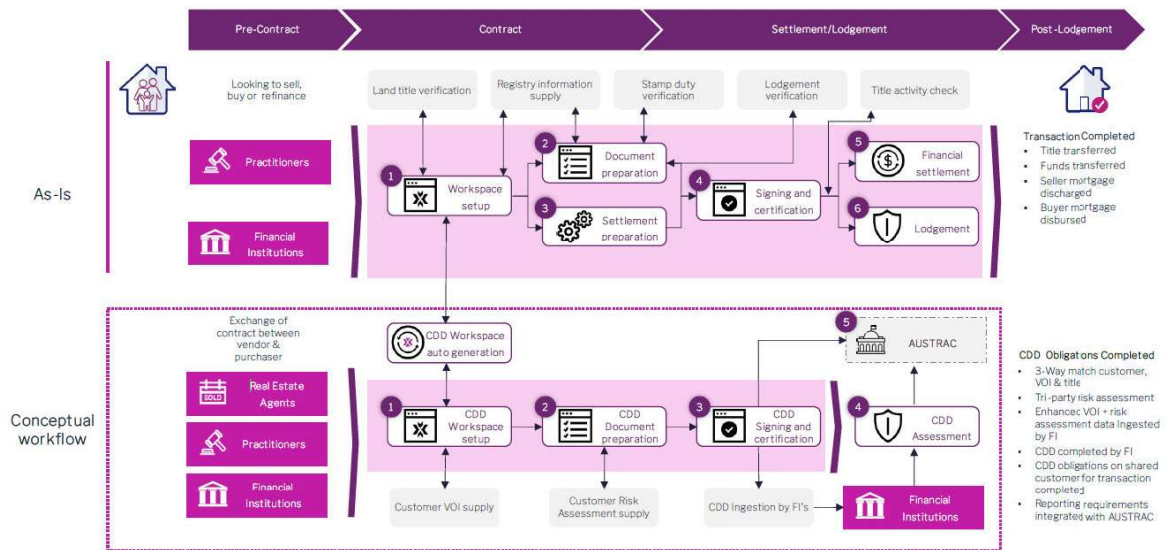 Pre-Contract
Contract
Settlement/Lodgement
Post-Lodgement
As-Is
Looking to sell,
buy or refinance
Land title verification
Registry information
supply
Stamp duty
verification
Lodgement
verification
Title activity check
Practitioners
Financial
Institutions
1
Workspace
setup
2
Document
preparation
3
Settlement
preparation
4
Signing and
certification
5
Financial
settlement
6
Lodgement
Transaction Completed
• Title transferred
• Funds transferred
• Seller mortgage
discharged
• Buyer mortgage
disbursed
Conceptual
workflow
Exchange of
contract between
vendor &
purchaser
SOLD
Real Estate
Agents
Practitioners
Financial
Institutions
CDD Workspace
auto generation
1
CDD
Workspace
setup
2
CDD
Document
preparation
3
CDD
Signing and
certification
4
CDD
Assessment
5
AUSTRAC
Customer VOI supply
Customer Risk
Assessment supply
CDD Ingestion by FI's
Financial
Institutions
CDD Obligations Completed
• 3-Way match customer,
VOI & title
• Tri-party risk assessment
• Enhanced VOI + risk
assessment data Ingested
by FI
• CDD completed by FI
• CDD obligations on shared
customer for transaction
completed
• Reporting requirements
integrated with AUSTRAC